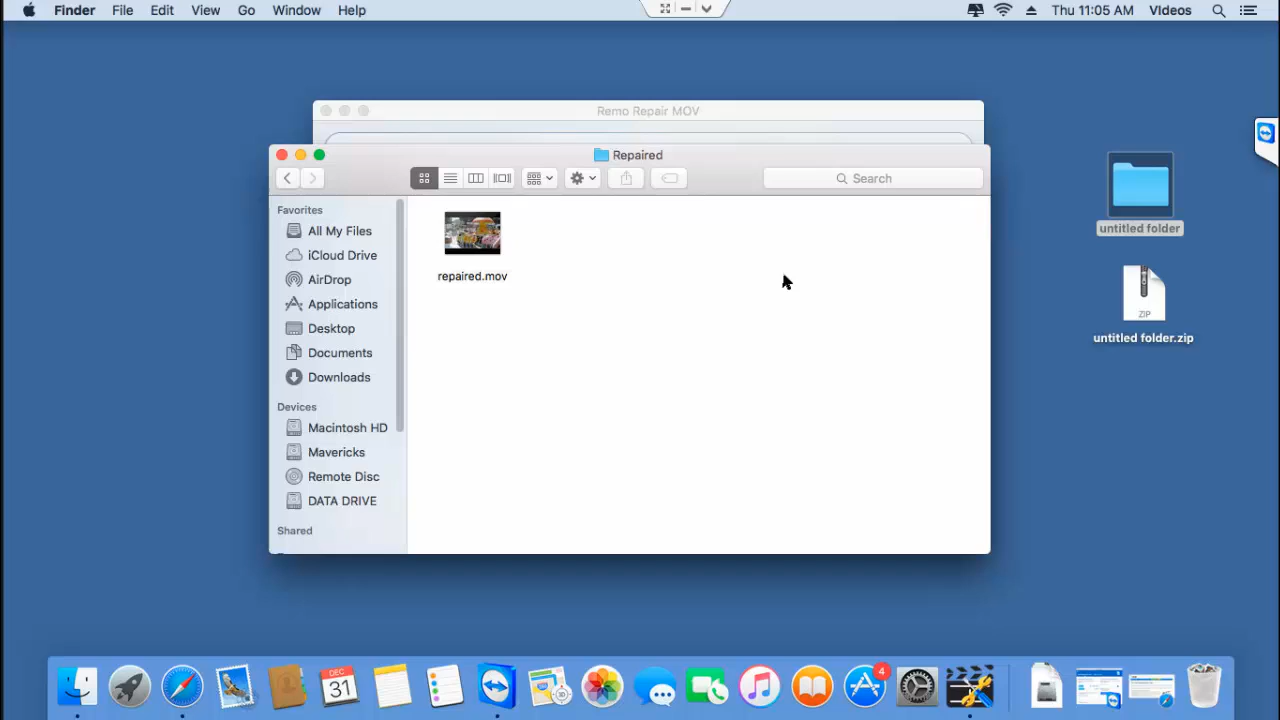 Finder File Edit View Go Window Help Thu 11:05 AM Videos
Remo Repair MOV
Repaired
Search
Favorites
All My Files
iCloud Drive
AirDrop
Applications
Desktop
Documents
Downloads
Devices
Macintosh HD
Mavericks
Remote Disc
DATA DRIVE
Shared
repaired.mov
untitled folder
ZIP
untitled folder.zip
DEC
31
4